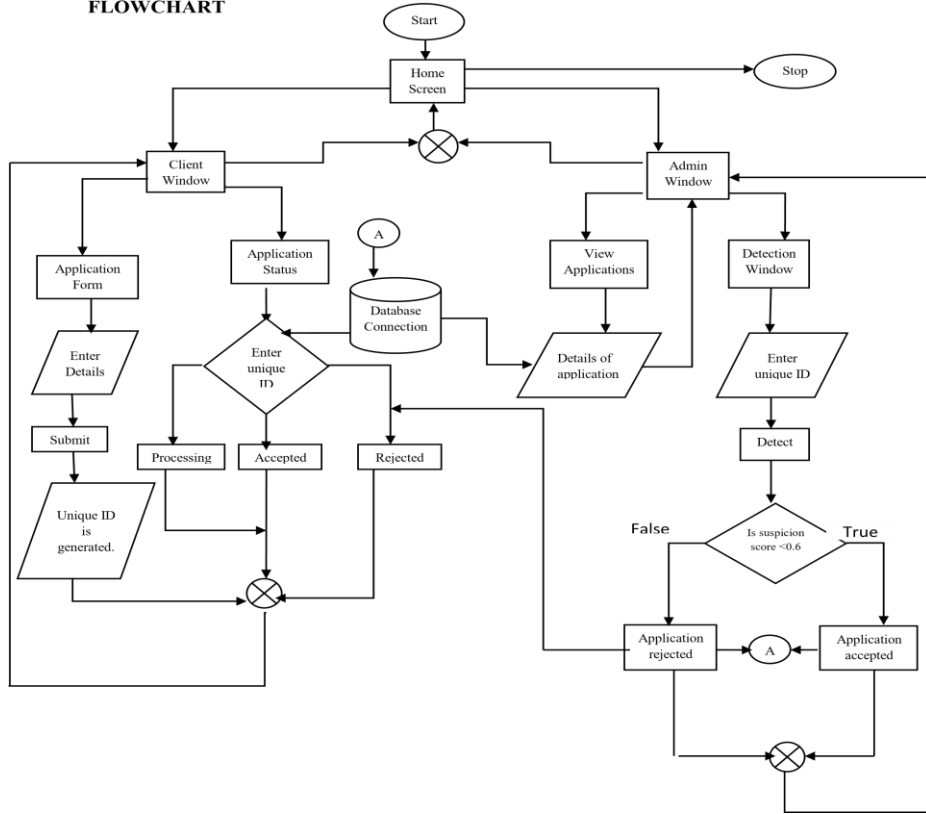 FLOWCHART
Start
Home
Screen
Stop
Client
Window
Admin
Window
A
Application
Form
Application
Status
Database
Connection
View
Applications
Detection
Window
Enter
Details
Enter
unique
ID
Details of
application
Enter
unique ID
Submit
Processing
Accepted
Rejected
Detect
Unique ID
is
generated.
False
Is suspicion
score <0.6
True
Application
rejected
A
Application
accepted